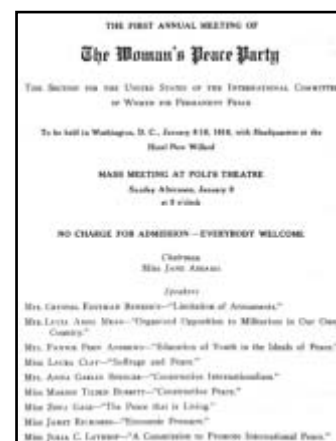 THE FIRST ANNUAL MEETING OF
The Woman's Peace Party
THE SECTION FOR THE UNITED STATES OF THE INTERNATIONAL COMMITTEE
OF WOMEN FOR PERMANENT PEACE
To be held in Washington, D. C., January 8-10, 1916, with Headquarters at the
Hotel New Willard
MASS MEETING AT POLI'S THEATRE
Sunday Afternoon, January 9
at 3 o'clock
NO CHARGE FOR ADMISSION—EVERYBODY WELCOME
Chairman
MISS JANE ADDAMS
Speakers
MRS. CRYSTAL EASTMAN BENEDICT—"Limitation of Armaments."
MRS. LUCIA AMES MEAD—"Organized Opposition to Militarism in Our Own
Country."
MRS. FANNIE FERN ANDREWS—"Education of Youth in the Ideals of Peace."
MISS LAURA CLAY—"Suffrage and Peace."
MRS. ANNA GARLIN SPENCER—"Constructive Internationalism."
MISS MARION TILDEN BURRITT—"Constructive Peace."
MISS ZONA GALE—"The Peace that is Living."
MISS JANET RICHARDS—"Economic Pressure."
MISS JULIA C. LATHROP—"A Commission to Promote International Peace."